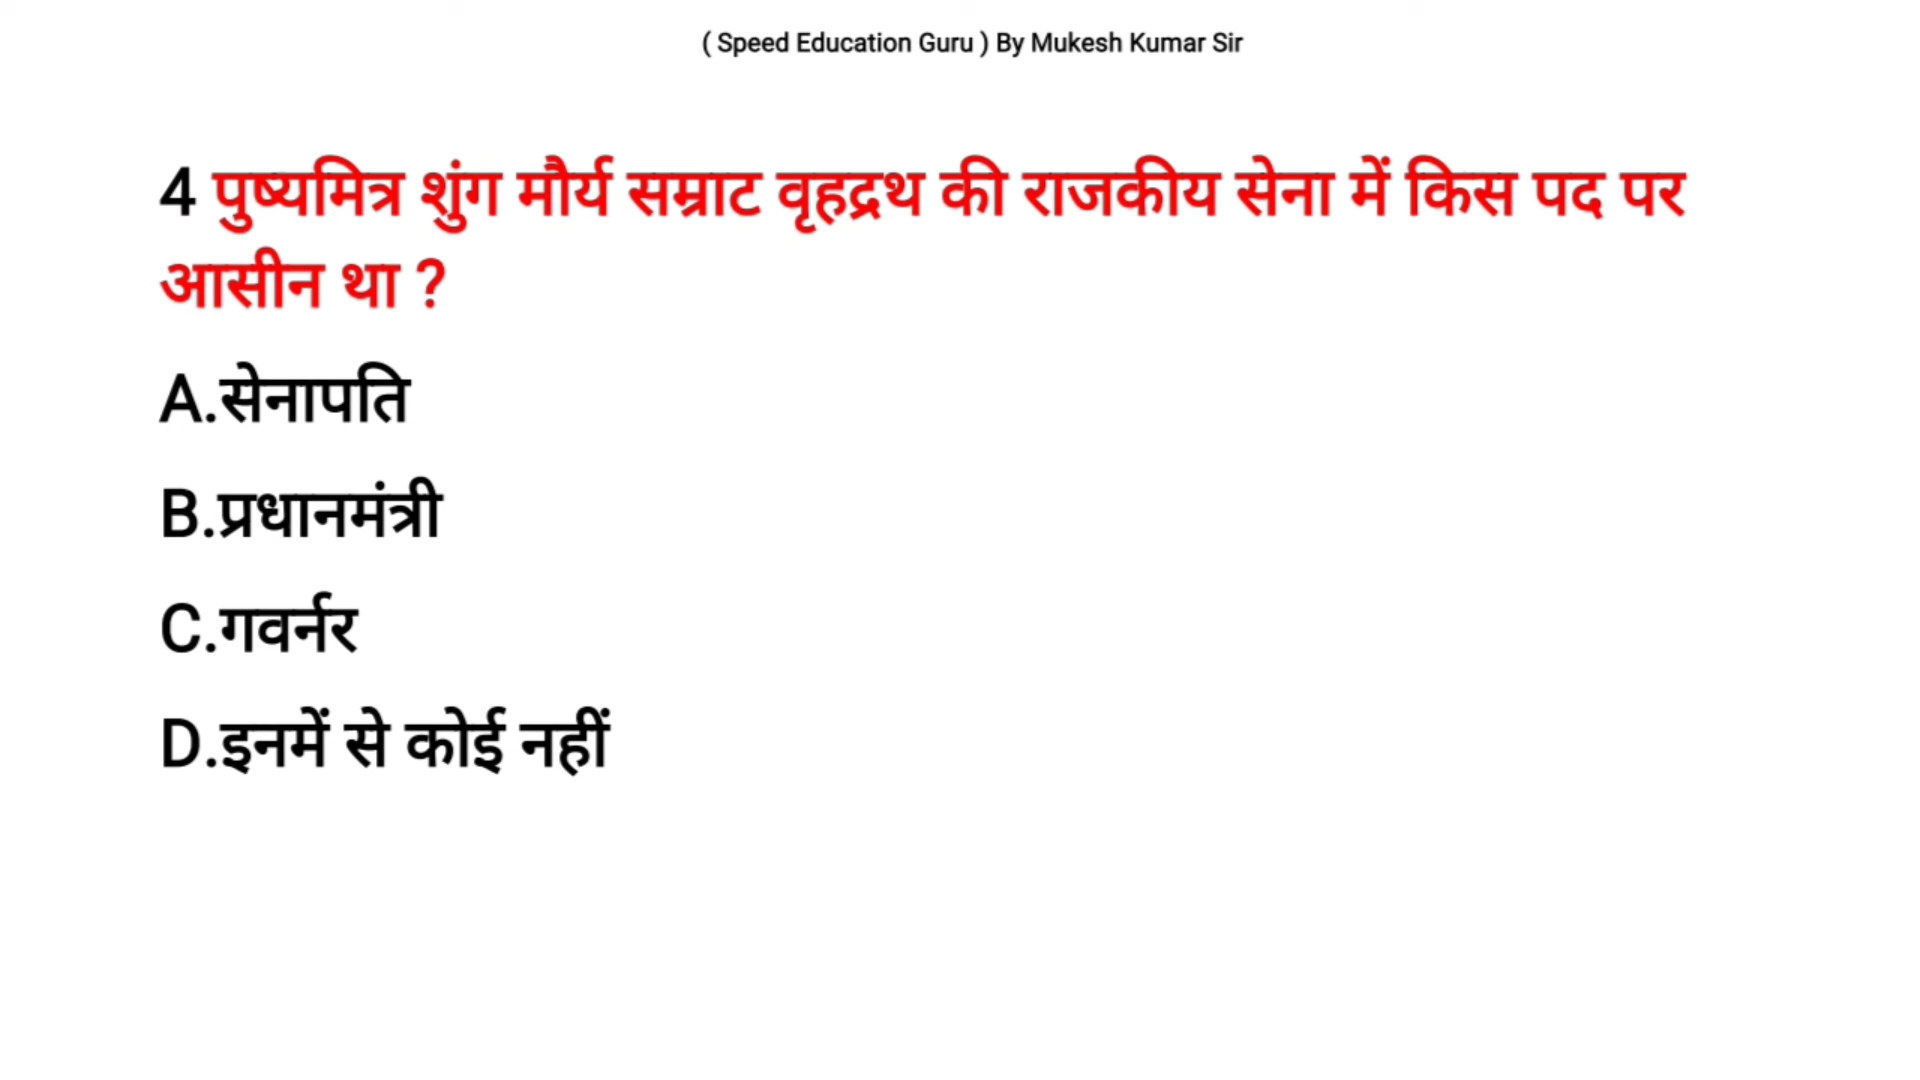 ( Speed Education Guru ) By Mukesh Kumar Sir
4 पुष्यमित्र शुंग मौर्य सम्राट वृहद्रथ की राजकीय सेना में किस पद पर
आसीन था ?
A.सेनापति
B.प्रधानमंत्री
C.गवर्नर
D.इनमें से कोई नहीं